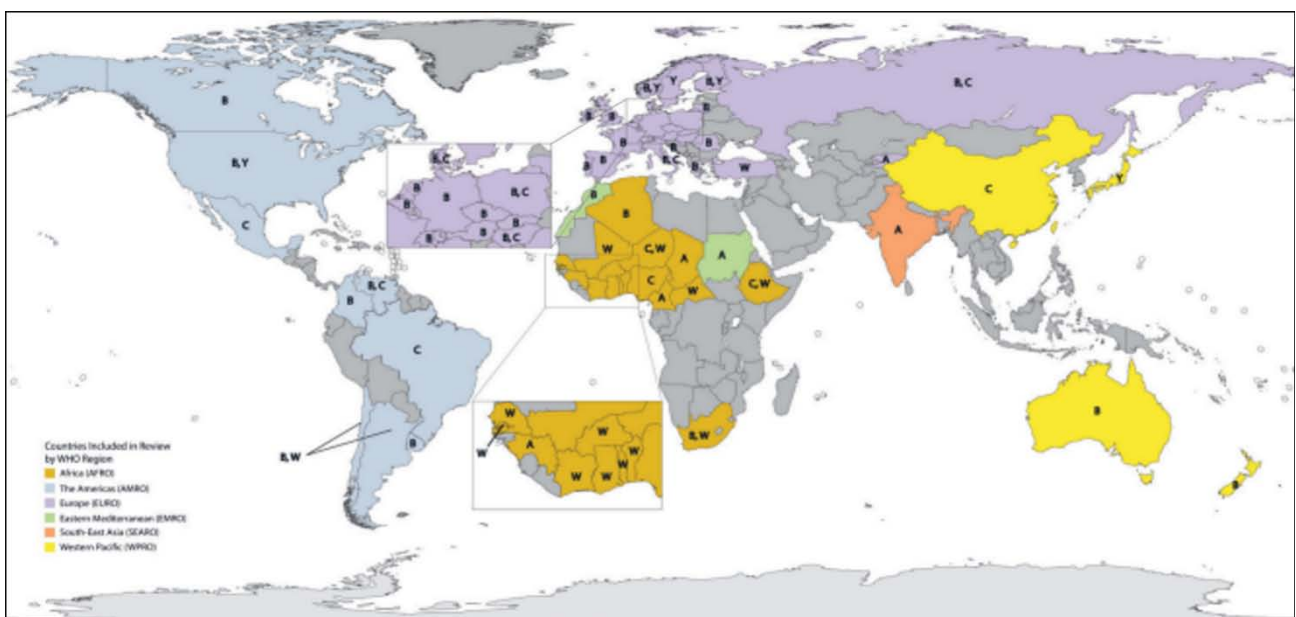 B, Y
Y
B, Y
B, C
B
B
B
B
B
B, Y
B
B
B
B
B, C
B
B
B, C
W
A
C
Y
B
B
B
B, C
B
B
B
B
B, C
C
B
B
W
C, W
A
A
A
C
A
W
C, W
B, C
B
C
B
B, W
B, W
B
B
W
W
W
A
W
W
W
W
W
Countries Included in Review
by WHO Region
Africa (AFRO)
The Americas (AMRO)
Europe (EURO)
Eastern Mediterranean (EMRO)
South-East Asia (SEARO)
Western Pacific (WPRO)